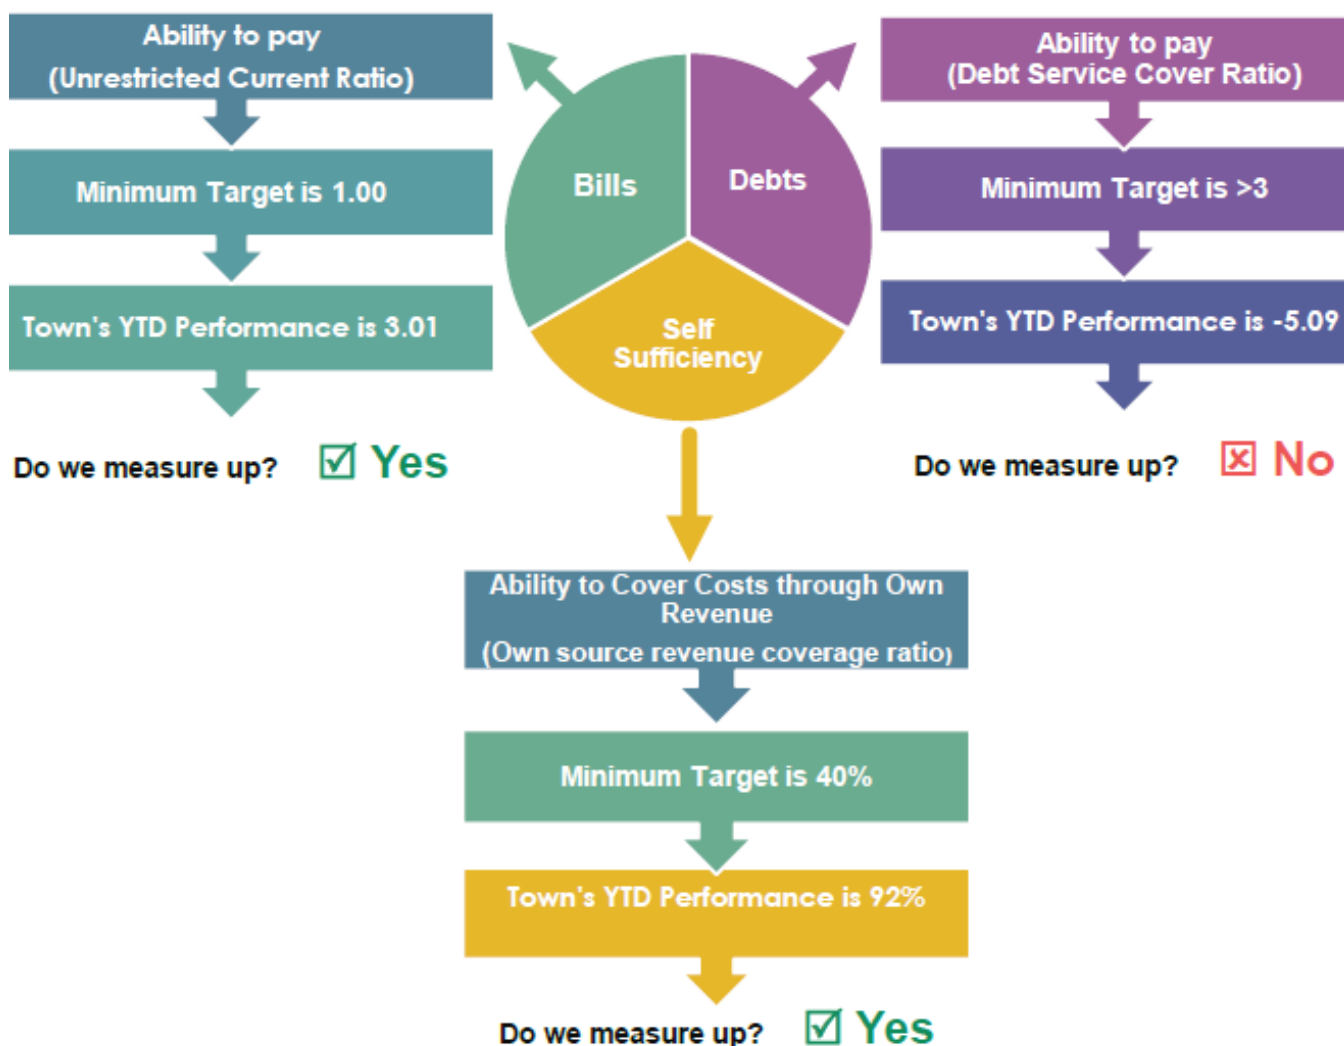 Ability to pay
(Unrestricted Current Ratio)
Minimum Target is 1.00
Town's YTD Performance is 3.01
Do we measure up? ☑ Yes
Bills
Debts
Self
Sufficiency
Ability to pay
(Debt Service Cover Ratio)
Minimum Target is >3
Town's YTD Performance is -5.09
Do we measure up? ☒ No
Ability to Cover Costs through Own
Revenue
(Own source revenue coverage ratio)
Minimum Target is 40%
Town's YTD Performance is 92%
Do we measure up? ☑ Yes